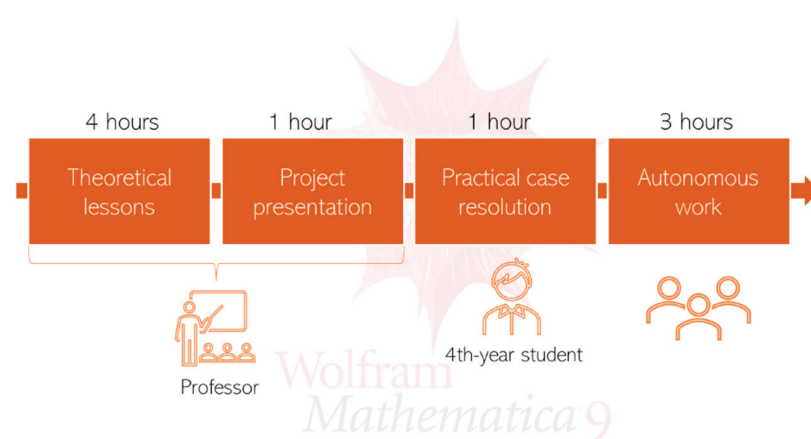 4 hours
1 hour
1 hour
3 hours
Theoretical
lessons
Project
presentation
Practical case
resolution
Autonomous
work
Professor
4th-year student
Wolfram
Mathematica 9